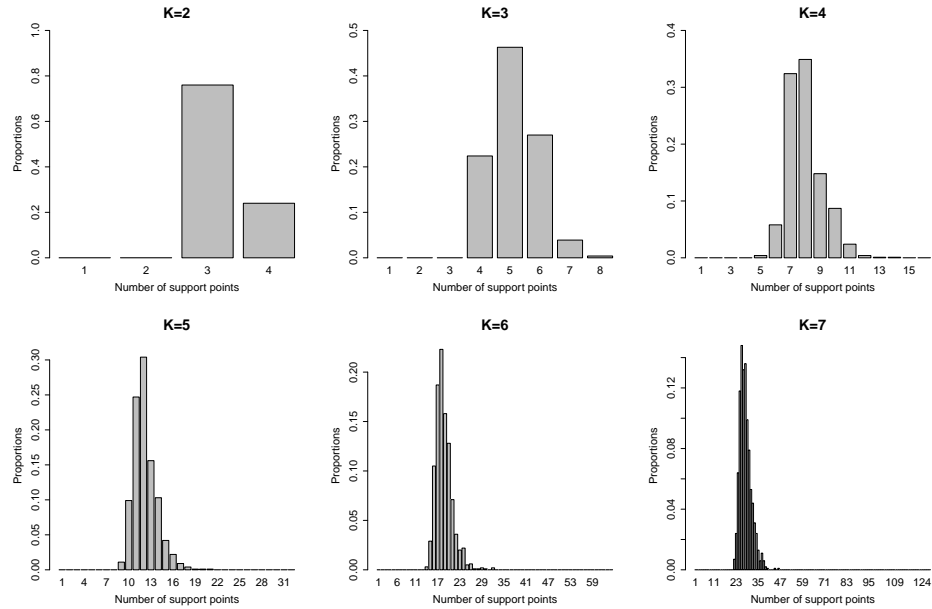 K=2
Proportions
0.0 0.2 0.4 0.6 0.8 1.0
1 2 3 4
Number of support points
K=3
Proportions
0.0 0.1 0.2 0.3 0.4 0.5
1 2 3 4 5 6 7 8
Number of support points
K=4
Proportions
0.0 0.1 0.2 0.3 0.4
1 3 5 7 9 11 13 15
Number of support points
K=5
Proportions
0.00 0.05 0.10 0.15 0.20 0.25 0.30
1 4 7 10 13 16 19 22 25 28 31
Number of support points
K=6
Proportions
0.00 0.05 0.10 0.15 0.20
1 6 11 17 23 29 35 41 47 53 59
Number of support points
K=7
Proportions
0.00 0.04 0.08 0.12
1 11 23 35 47 59 71 83 95 109 124
Number of support points